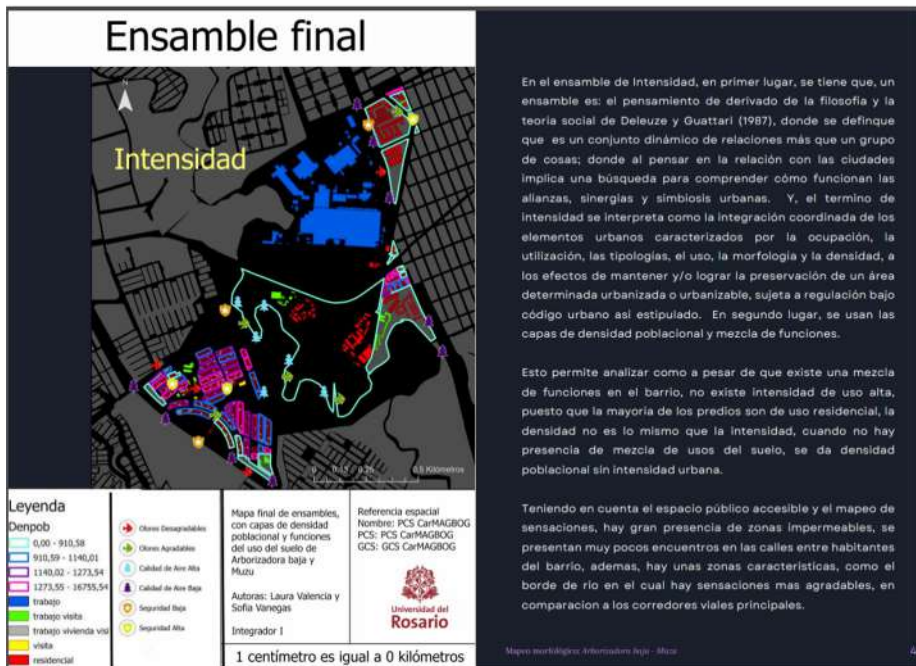 Ensamble final
N
Intensidad
0 0,13 0,25 0,5 Kilómetros
Leyenda
Denpob
0,00 - 910,58
910,59 - 1140,01
1140,02 - 1273,54
1273,55 - 16755,54
trabajo
trabajo visita
trabajo vivienda visi
visita
residencial
Olores Desagradables
Olores Agradables
Calidad de Aire Alta
Calidad de Aire Baja
Seguridad Baja
Seguridad Alta
Mapa final de ensambles,
con capas de densidad
poblacional y funciones
del uso del suelo de
Arborizadora baja y
Muzu
Autoras: Laura Valencia y
Sofia Vanegas
Integrador I
Referencia espacial
Nombre: PCS CarMAGBOG
PCS: PCS CarMAGBOG
GCS: GCS CarMAGBOG
Universidad del
Rosario
1 centímetro es igual a 0 kilómetros
En el ensamble de Intensidad, en primer lugar, se tiene que, un
ensamble es: el pensamiento de derivado de la filosofía y la
teoría social de Deleuze y Guattari (1987), donde se definque
que es un conjunto dinámico de relaciones más que un grupo
de cosas; donde al pensar en la relación con las ciudades
implica una búsqueda para comprender cómo funcionan las
alianzas, sinergias y simbiosis urbanas. Y, el termino de
intensidad se interpreta como la integración coordinada de los
elementos urbanos caracterizados por la ocupación, la
utilización, las tipologías, el uso, la morfología y la densidad, a
los efectos de mantener y/o lograr la preservación de un área
determinada urbanizada o urbanizable, sujeta a regulación bajo
código urbano asi estipulado. En segundo lugar, se usan las
capas de densidad poblacional y mezcla de funciones.
Esto permite analizar como a pesar de que existe una mezcla
de funciones en el barrio, no existe intensidad de uso alta,
puesto que la mayoría de los predios son de uso residencial, la
densidad no es lo mismo que la intensidad, cuando no hay
presencia de mezcla de usos del suelo, se da densidad
poblacional sin intensidad urbana.
Teniendo en cuenta el espacio público accesible y el mapeo de
sensaciones, hay gran presencia de zonas impermeables, se
presentan muy pocos encuentros en las calles entre habitantes
del barrio, ademas, hay unas zonas características, como el
borde de río en el cual hay sensaciones mas agradables, en
comparacion a los corredores viales principales.
Mapeo morfológico: Arborizadora Baja - Muzu